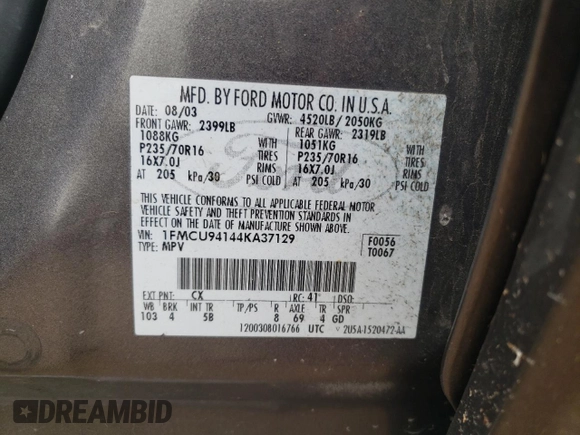 MFD. BY FORD MOTOR CO. IN U.S.A.
DATE: 08/03 GVWR: 4520LB/2050KG
FRONT GAWR: 2399LB REAR GAWR: 2319LB
1088KG WITH 1051KG WITH
P235/70R16 TIRES P235/70R16 TIRES
16X7.0J RIMS 16X7.0J RIMS
AT 205 kPa/30 PSI COLD AT 205 kPa/30 PSI COLD
THIS VEHICLE CONFORMS TO ALL APPLICABLE FEDERAL MOTOR
VEHICLE SAFETY AND THEFT PREVENTION STANDARDS IN
EFFECT ON THE DATE OF MANUFACTURE SHOWN ABOVE.
VIN: 1FMCU94144KA37129 F0056
TYPE: MPV T0067
EXT PNT: CX RC: 41 DSO:
WB BRK INT TR TP/PS R AXLE TR SPR
103 4 5B 8 69 4 GD
1200308016766 UTC 2U5A-1520472-AA
Ford
DREAMBID